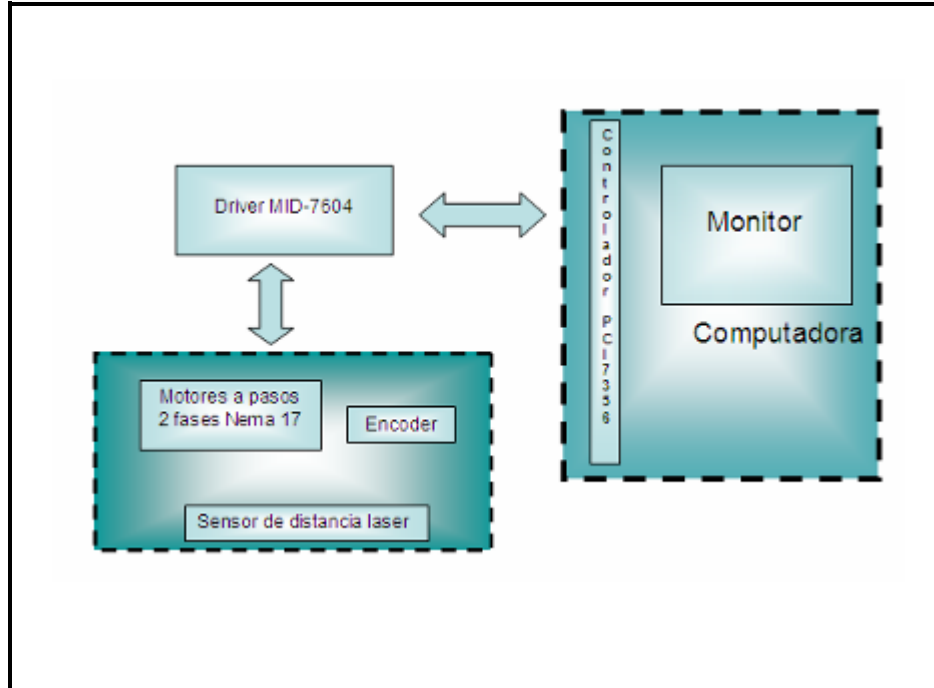 Driver MID-7604
Controlador PCI7356
Monitor
Computadora
Motores a pasos
2 fases Nema 17
Encoder
Sensor de distancia laser